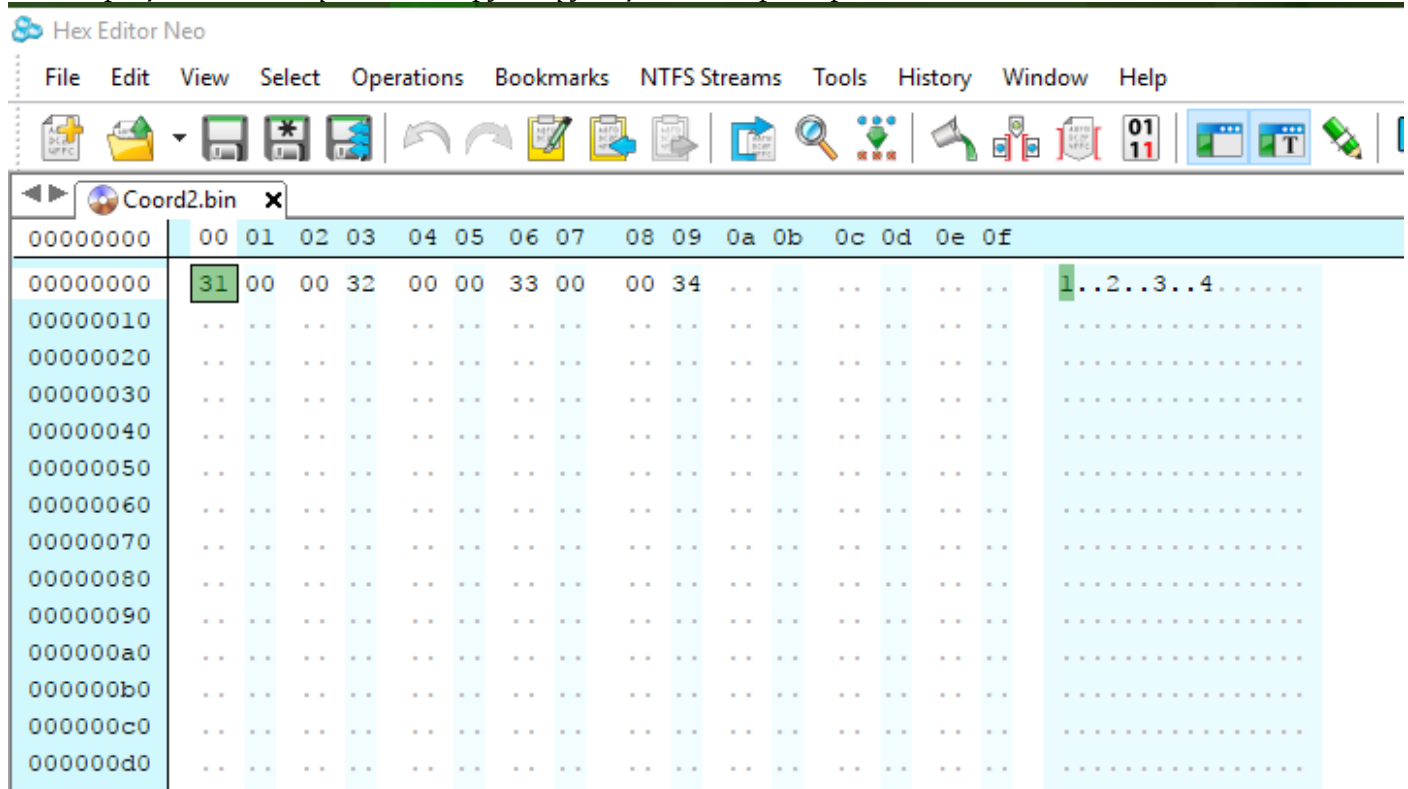 Hex Editor Neo
File Edit View Select Operations Bookmarks NTFS Streams Tools History Window Help
Coord2.bin
00000000 00 01 02 03 04 05 06 07 08 09 0a 0b 0c 0d 0e 0f
00000000 31 00 00 32 00 00 33 00 00 34 .. .. .. .. .. .. 1..2..3..4......
00000010 .. .. .. .. .. .. .. .. .. .. .. .. .. .. .. .. ................
00000020 .. .. .. .. .. .. .. .. .. .. .. .. .. .. .. .. ................
00000030 .. .. .. .. .. .. .. .. .. .. .. .. .. .. .. .. ................
00000040 .. .. .. .. .. .. .. .. .. .. .. .. .. .. .. .. ................
00000050 .. .. .. .. .. .. .. .. .. .. .. .. .. .. .. .. ................
00000060 .. .. .. .. .. .. .. .. .. .. .. .. .. .. .. .. ................
00000070 .. .. .. .. .. .. .. .. .. .. .. .. .. .. .. .. ................
00000080 .. .. .. .. .. .. .. .. .. .. .. .. .. .. .. .. ................
00000090 .. .. .. .. .. .. .. .. .. .. .. .. .. .. .. .. ................
000000a0 .. .. .. .. .. .. .. .. .. .. .. .. .. .. .. .. ................
000000b0 .. .. .. .. .. .. .. .. .. .. .. .. .. .. .. .. ................
000000c0 .. .. .. .. .. .. .. .. .. .. .. .. .. .. .. .. ................
000000d0 .. .. .. .. .. .. .. .. .. .. .. .. .. .. .. .. ................